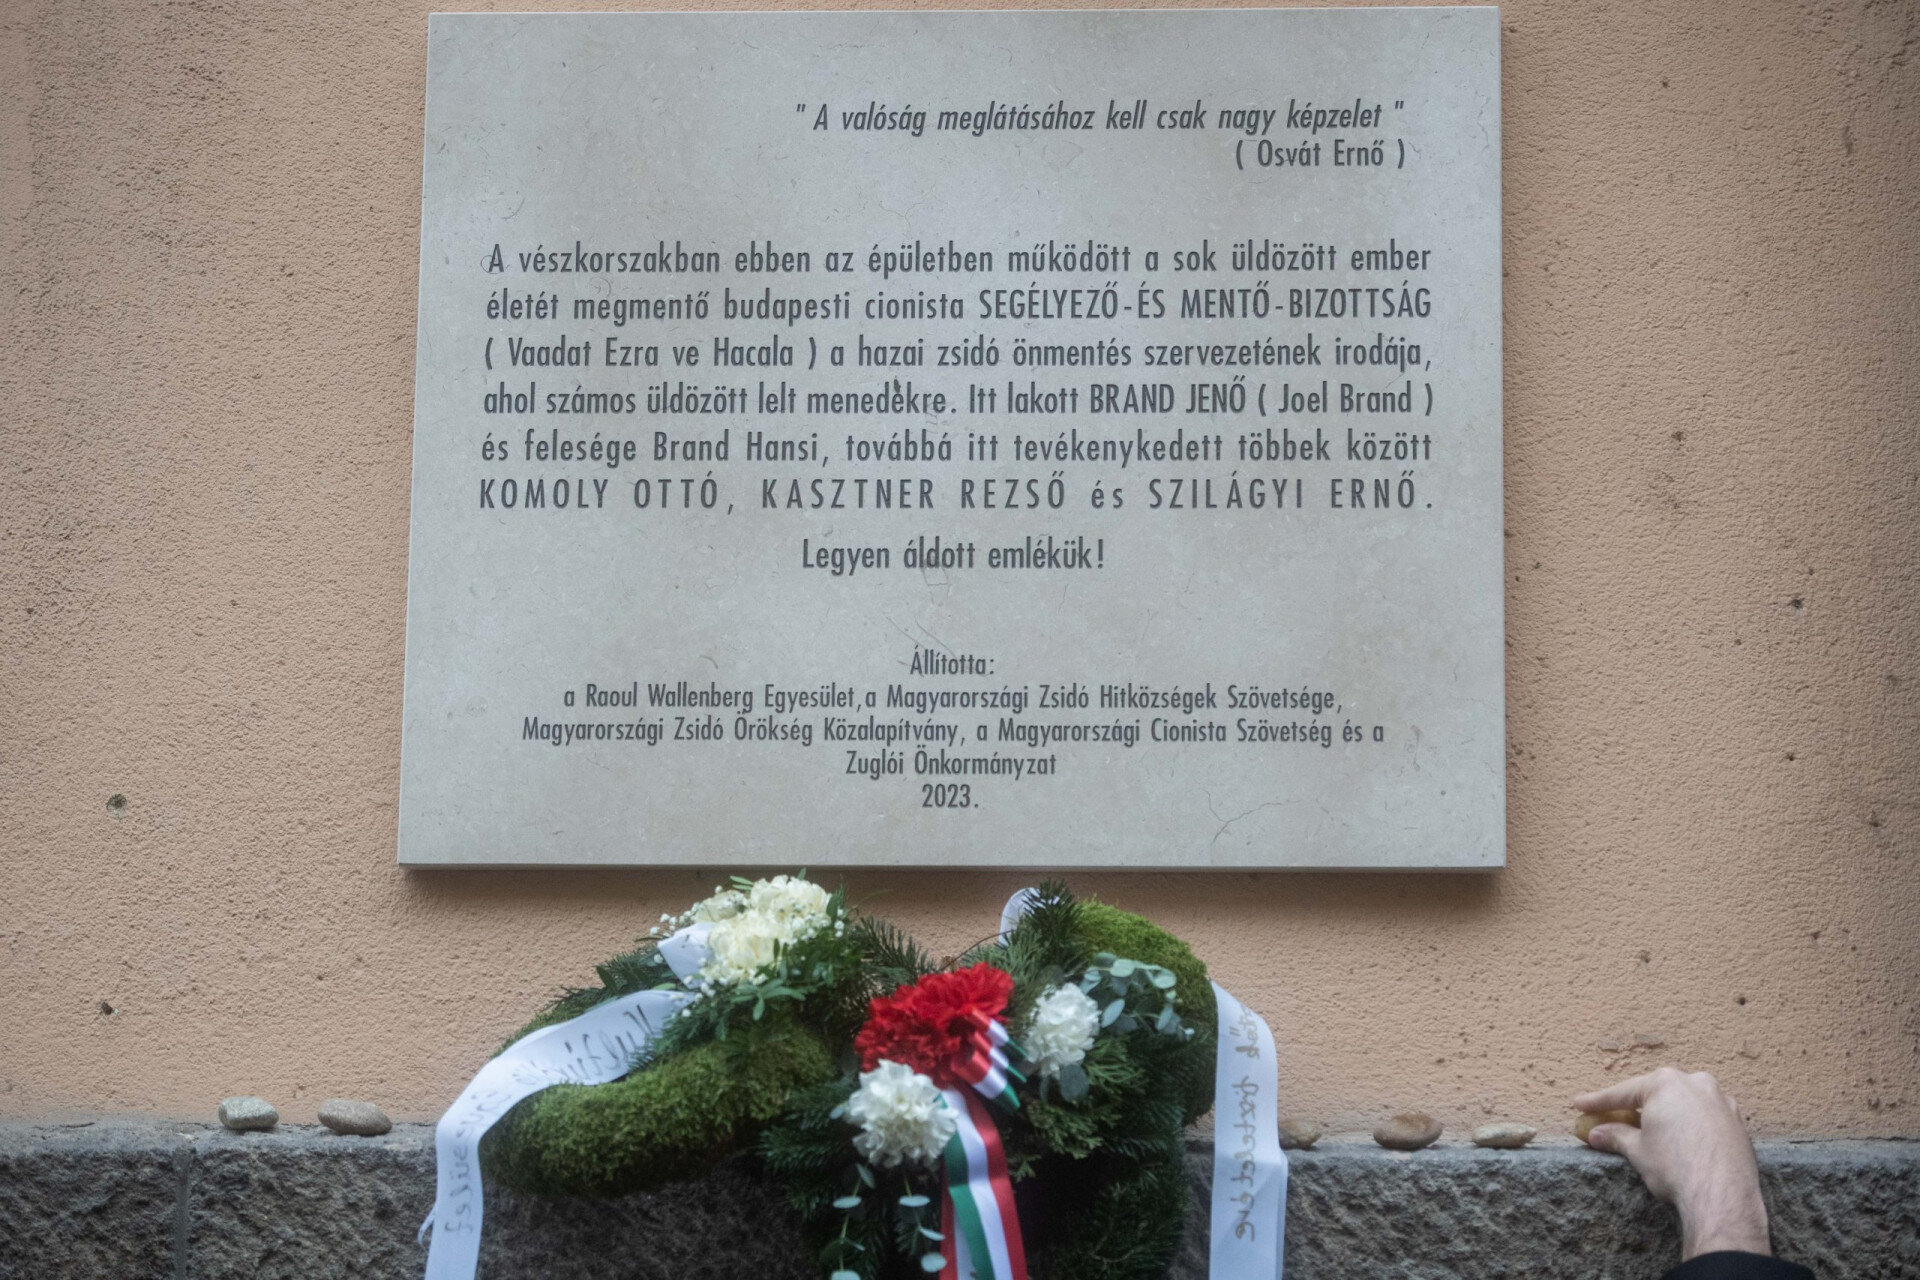 " A valóság meglátásához kell csak nagy képzelet "
( Osvát Ernő )
A vészkorszakban ebben az épületben működött a sok üldözött ember
életét megmentő budapesti cionista SEGÉLYEZŐ-ÉS MENTŐ-BIZOTTSÁG
( Vaadat Ezra ve Hacala ) a hazai zsidó önmentés szervezetének irodája,
ahol számos üldözött lelt menedékre. Itt lakott BRAND JENŐ ( Joel Brand )
és felesége Brand Hansi, továbbá itt tevékenykedett többek között
KOMOLY OTTÓ, KASZTNER REZSŐ és SZILÁGYI ERNŐ.
Legyen áldott emlékük!
Állította:
a Raoul Wallenberg Egyesület,a Magyarországi Zsidó Hitközségek Szövetsége,
Magyarországi Zsidó Örökség Közalapítvány, a Magyarországi Cionista Szövetség és a
Zuglói Önkormányzat
2023.
tiszteletére